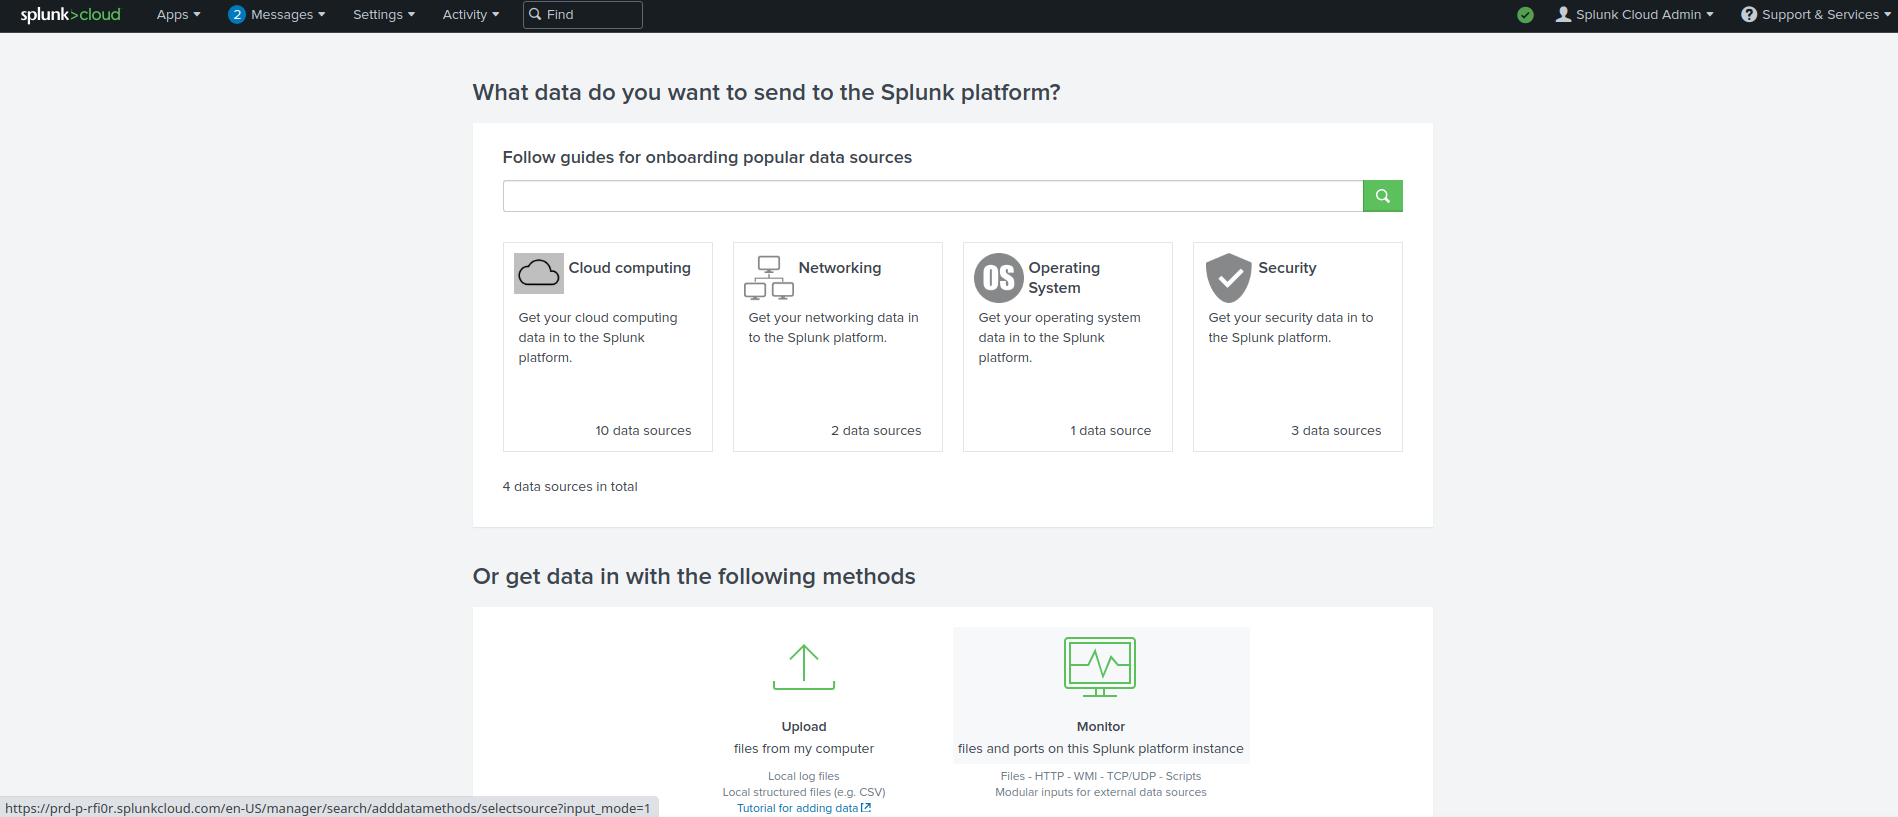 splunk>cloud Apps 2 Messages Settings Activity Find Splunk Cloud Admin ? Support & Services
What data do you want to send to the Splunk platform?
Follow guides for onboarding popular data sources
Cloud computing
Get your cloud computing
data in to the Splunk
platform.
10 data sources
Networking
Get your networking data in
to the Splunk platform.
2 data sources
OS
Operating
System
Get your operating system
data in to the Splunk
platform.
1 data source
Security
Get your security data in to
the Splunk platform.
3 data sources
4 data sources in total
Or get data in with the following methods
Upload
files from my computer
Local log files
Local structured files (e.g. CSV)
Tutorial for adding data
Monitor
files and ports on this Splunk platform instance
Files - HTTP - WMI - TCP/UDP - Scripts
Modular inputs for external data sources
https://prd-p-rfi0r.splunkcloud.com/en-US/manager/search/adddatamethods/selectsource?input_mode=1